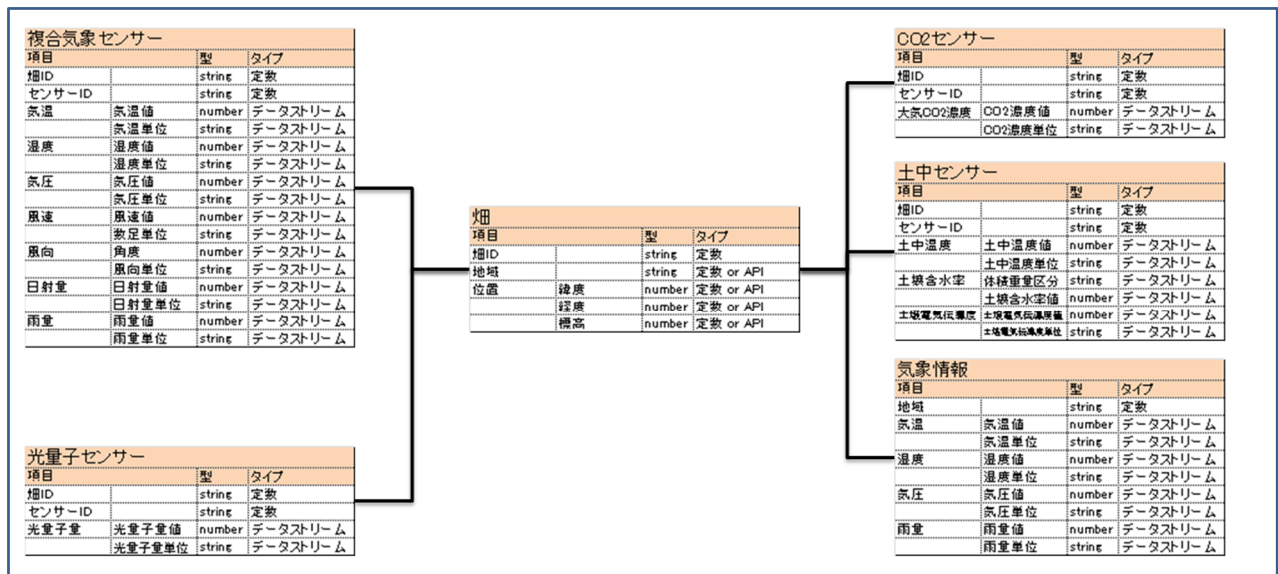 複合気象センサー
項目 型 タイプ
畑ID string 定数
センサーID string 定数
気温 気温値 number データストリーム
気温単位 string データストリーム
湿度 湿度値 number データストリーム
湿度単位 string データストリーム
気圧 気圧値 number データストリーム
気圧単位 string データストリーム
風速 風速値 number データストリーム
数足単位 string データストリーム
風向 角度 number データストリーム
風向単位 string データストリーム
日射量 日射量値 number データストリーム
日射量単位 string データストリーム
雨量 雨量値 number データストリーム
雨量単位 string データストリーム
光量子センサー
項目 型 タイプ
畑ID string 定数
センサーID string 定数
光量子量 光量子量値 number データストリーム
光量子量単位 string データストリーム
畑
項目 型 タイプ
畑ID string 定数
地域 string 定数 or API
位置 緯度 number 定数 or API
経度 number 定数 or API
標高 number 定数 or API
CO2センサー
項目 型 タイプ
畑ID string 定数
センサーID string 定数
大気CO2濃度 CO2濃度値 number データストリーム
CO2濃度単位 string データストリーム
土中センサー
項目 型 タイプ
畑ID string 定数
センサーID string 定数
土中温度 土中温度値 number データストリーム
土中温度単位 string データストリーム
土壌含水率 体積重量区分 string データストリーム
土壌含水率値 number データストリーム
土壌電気伝導度 土壌電気伝導度値 number データストリーム
土壌電気伝導度単位 string データストリーム
気象情報
項目 型 タイプ
地域 string 定数
気温 気温値 number データストリーム
気温単位 string データストリーム
湿度 湿度値 number データストリーム
湿度単位 string データストリーム
気圧 気圧値 number データストリーム
気圧単位 string データストリーム
雨量 雨量値 number データストリーム
雨量単位 string データストリーム